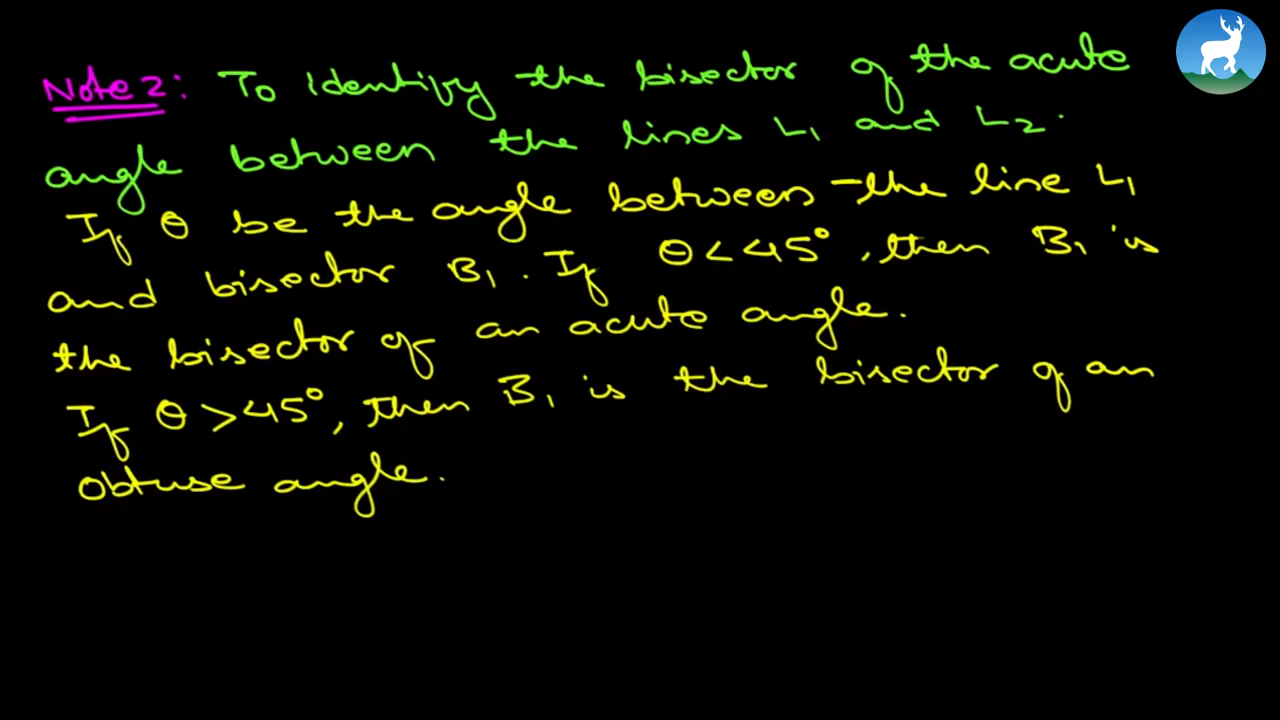 Note 2: To identify the bisector of the acute
angle between the lines L₁ and L₂.
If θ be the angle between the line L₁
and bisector B₁. If θ < 45°, then B₁ is
the bisector of an acute angle.
If θ > 45°, then B₁ is the bisector of an
obtuse angle.